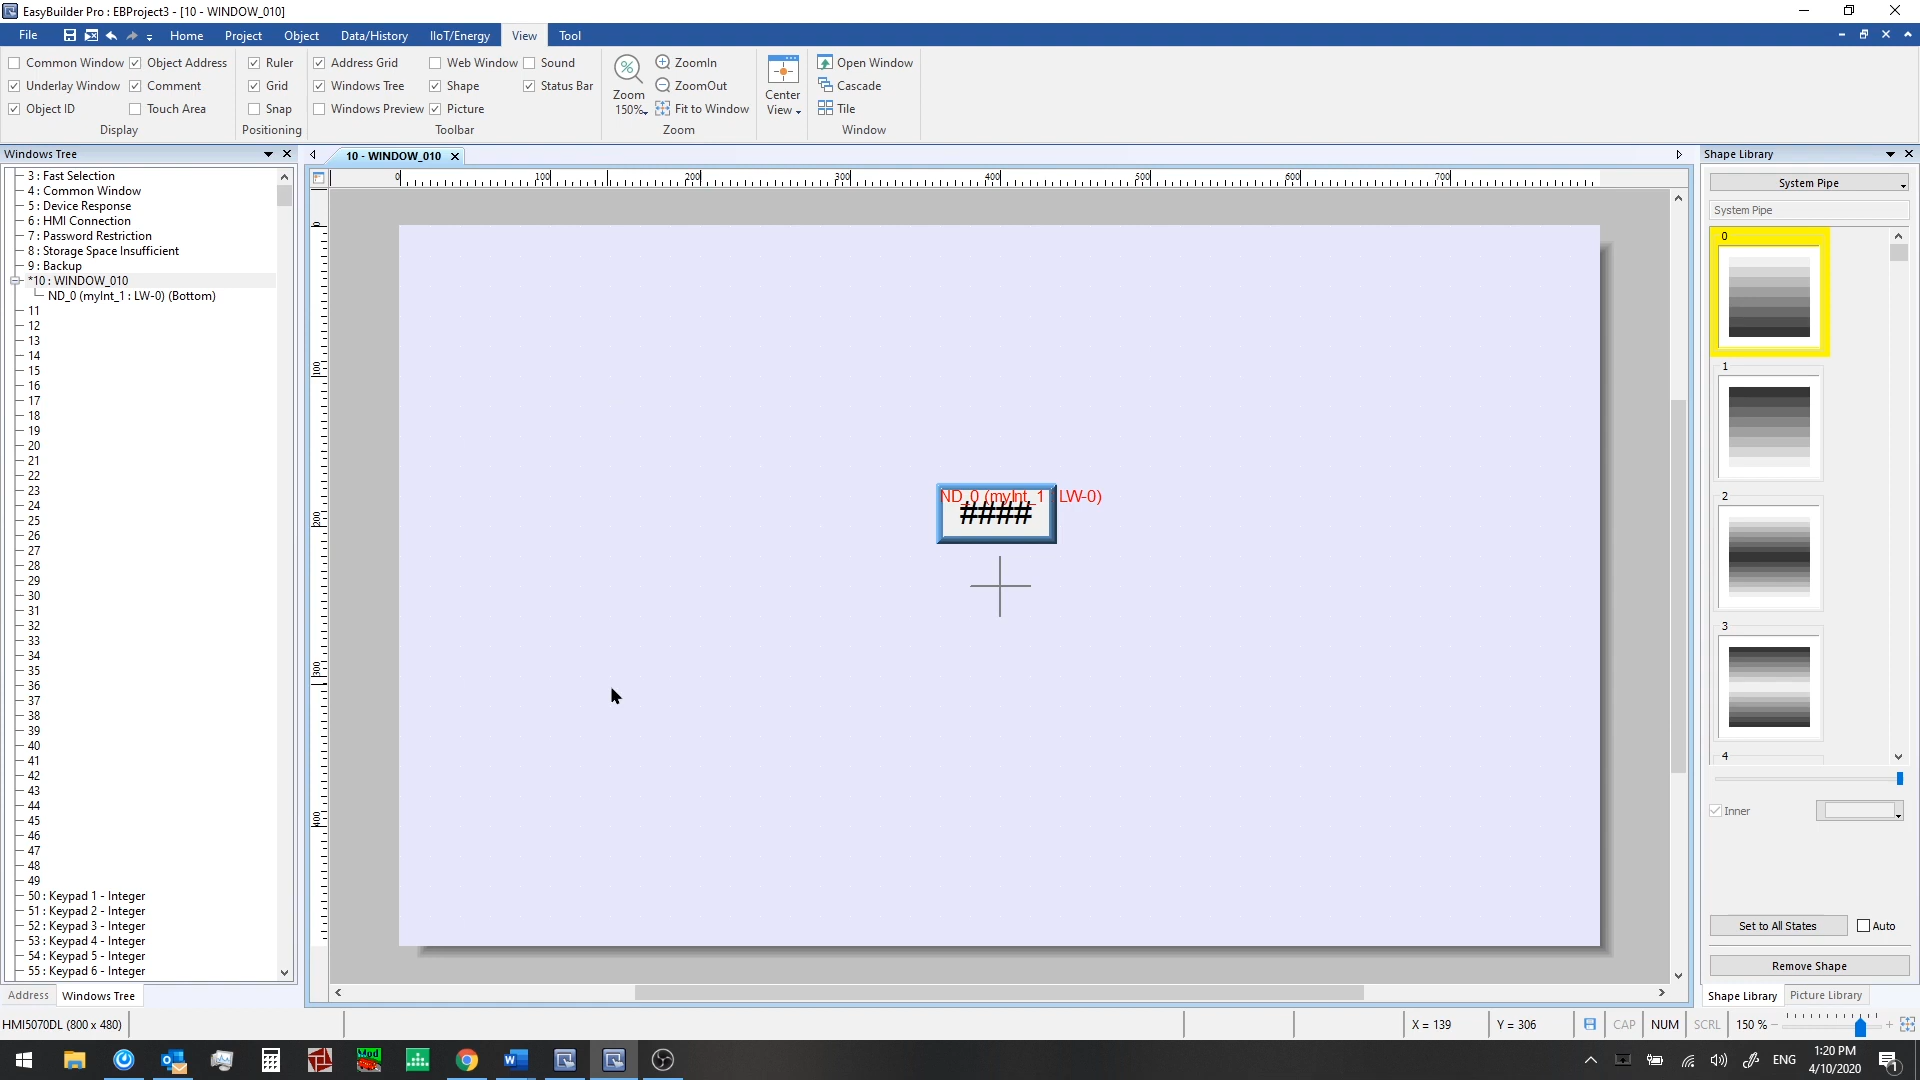 EasyBuilder Pro : EBProject3 - [10 - WINDOW_010]
File Home Project Object Data/History IIoT/Energy View Tool
Common Window Object Address Ruler Address Grid Web Window Sound Zoom 150% ZoomIn Center View Open Window
Underlay Window Comment Grid Windows Tree Shape Status Bar ZoomOut Cascade
Object ID Touch Area Snap Windows Preview Picture Fit to Window Tile
Display Positioning Toolbar Zoom Window
Windows Tree
3 : Fast Selection
4 : Common Window
5 : Device Response
6 : HMI Connection
7 : Password Restriction
8 : Storage Space Insufficient
9 : Backup
*10 : WINDOW_010
ND_0 (myInt_1 : LW-0) (Bottom)
11
12
13
14
15
16
17
18
19
20
21
22
23
24
25
26
27
28
29
30
31
32
33
34
35
36
37
38
39
40
41
42
43
44
45
46
47
48
49
50 : Keypad 1 - Integer
51 : Keypad 2 - Integer
52 : Keypad 3 - Integer
53 : Keypad 4 - Integer
54 : Keypad 5 - Integer
55 : Keypad 6 - Integer
Address Windows Tree
10 - WINDOW_010
0 100 200 300 400 500 600 700
0
100
200
300
400
ND_0 (myInt_1 LW-0)
####
Shape Library
System Pipe
System Pipe
0
1
2
3
4
Inner
Set to All States Auto
Remove Shape
Shape Library Picture Library
HMI5070DL (800 x 480) X = 139 Y = 306 CAP NUM SCRL 150 %
ENG 1:20 PM
4/10/2020